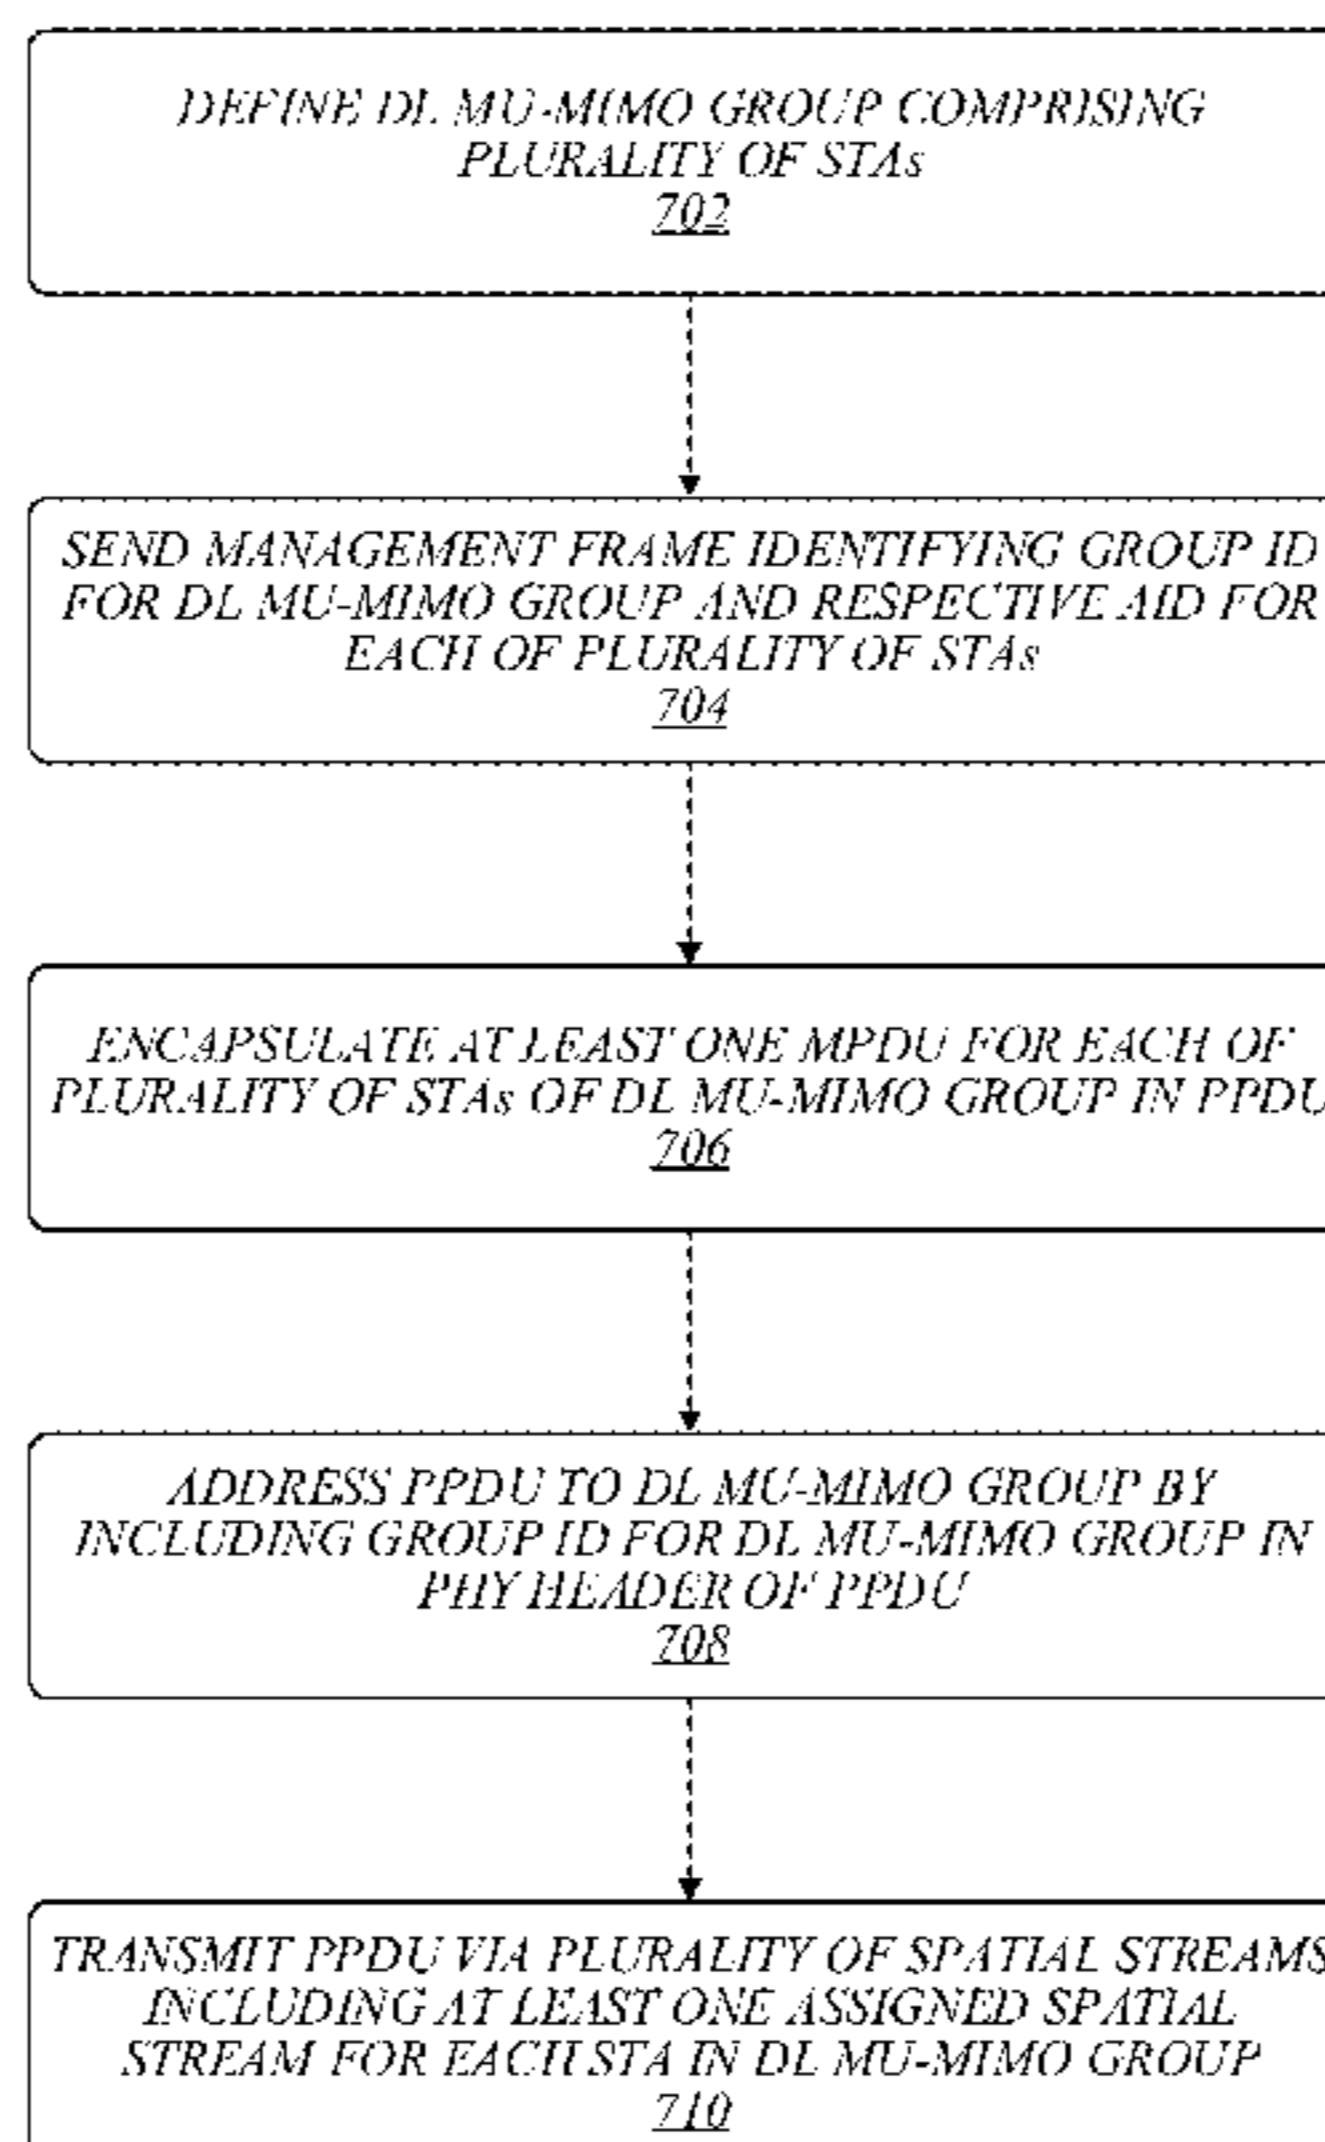 DEFINE DL MU-MIMO GROUP COMPRISING
PLURALITY OF STAs
702
SEND MANAGEMENT FRAME IDENTIFYING GROUP ID
FOR DL MU-MIMO GROUP AND RESPECTIVE AID FOR
EACH OF PLURALITY OF STAs
704
ENCAPSULATE AT LEAST ONE MPDU FOR EACH OF
PLURALITY OF STAs OF DL MU-MIMO GROUP IN PPDU
706
ADDRESS PPDU TO DL MU-MIMO GROUP BY
INCLUDING GROUP ID FOR DL MU-MIMO GROUP IN
PHY HEADER OF PPDU
708
TRANSMIT PPDU VIA PLURALITY OF SPATIAL STREAMS
INCLUDING AT LEAST ONE ASSIGNED SPATIAL
STREAM FOR EACH STA IN DL MU-MIMO GROUP
710